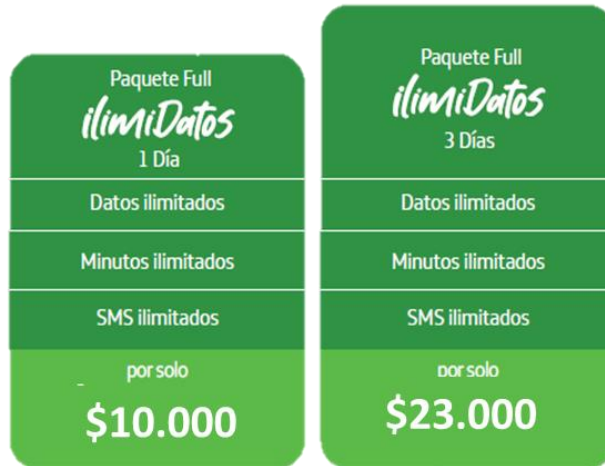 Paquete Full
ilimiDatos
1 Día
Datos ilimitados
Minutos ilimitados
SMS ilimitados
por solo
$10.000
Paquete Full
ilimiDatos
3 Días
Datos ilimitados
Minutos ilimitados
SMS ilimitados
por solo
$23.000